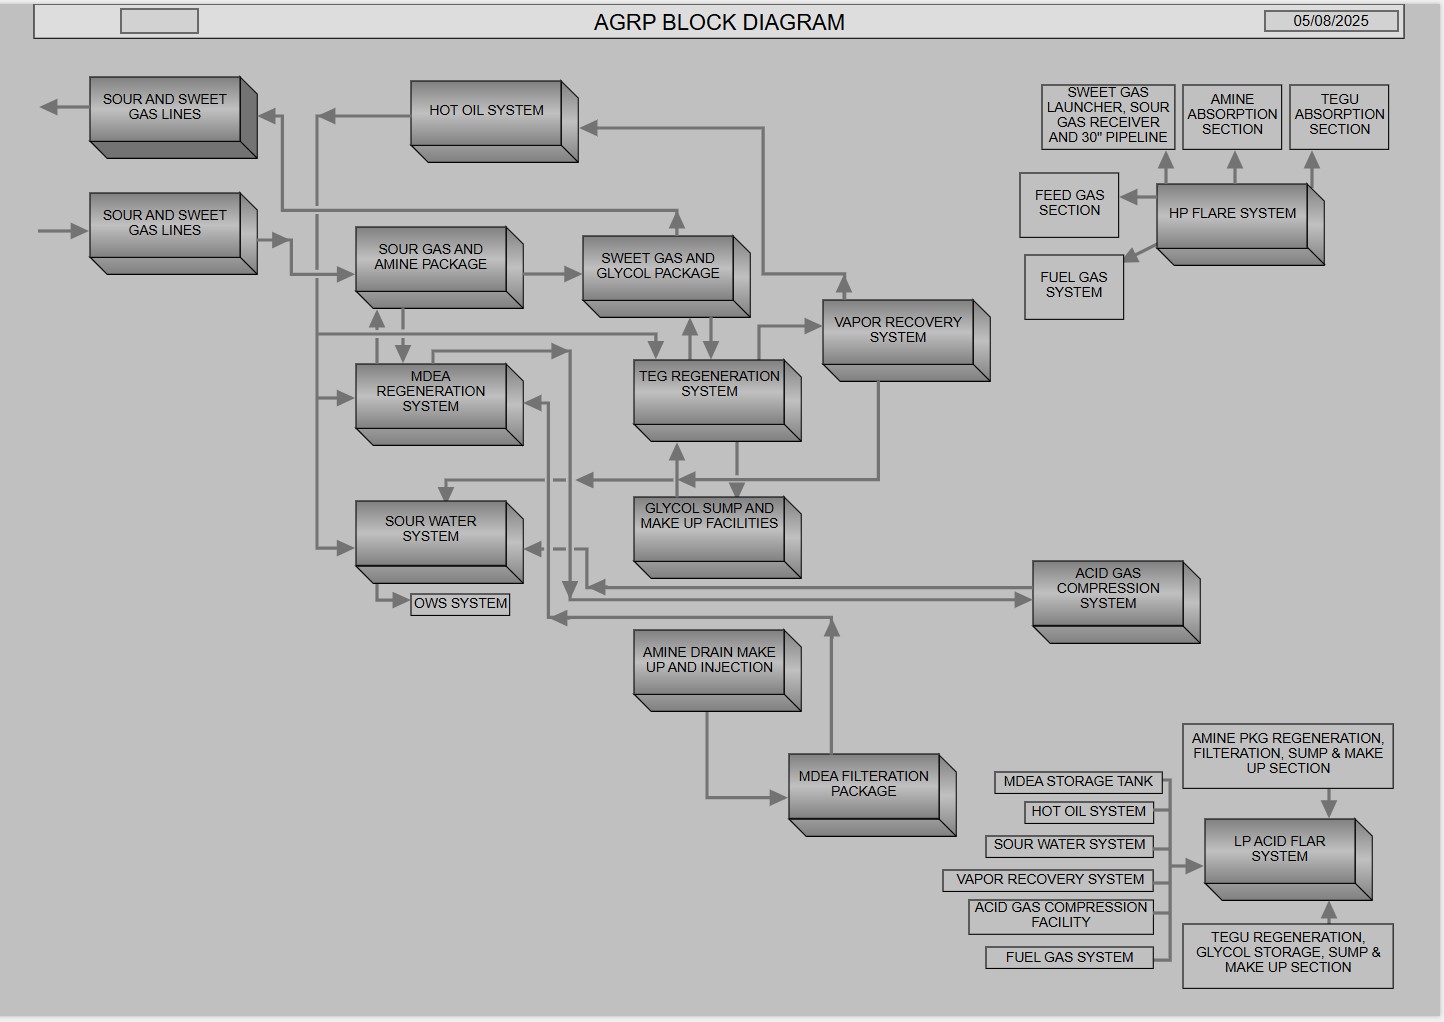 AGRP BLOCK DIAGRAM
05/08/2025
SOUR AND SWEET
GAS LINES
HOT OIL SYSTEM
SWEET GAS
LAUNCHER, SOUR
GAS RECEIVER
AND 30" PIPELINE
AMINE
ABSORPTION
SECTION
TEGU
ABSORPTION
SECTION
FEED GAS
SECTION
HP FLARE SYSTEM
FUEL GAS
SYSTEM
SOUR AND SWEET
GAS LINES
SOUR GAS AND
AMINE PACKAGE
SWEET GAS AND
GLYCOL PACKAGE
VAPOR RECOVERY
SYSTEM
MDEA
REGENERATION
SYSTEM
TEG REGENERATION
SYSTEM
SOUR WATER
SYSTEM
GLYCOL SUMP AND
MAKE UP FACILITIES
OWS SYSTEM
ACID GAS
COMPRESSION
SYSTEM
AMINE DRAIN MAKE
UP AND INJECTION
MDEA FILTERATION
PACKAGE
AMINE PKG REGENERATION,
FILTERATION, SUMP & MAKE
UP SECTION
MDEA STORAGE TANK
HOT OIL SYSTEM
SOUR WATER SYSTEM
VAPOR RECOVERY SYSTEM
ACID GAS COMPRESSION
FACILITY
FUEL GAS SYSTEM
LP ACID FLAR
SYSTEM
TEGU REGENERATION,
GLYCOL STORAGE, SUMP &
MAKE UP SECTION